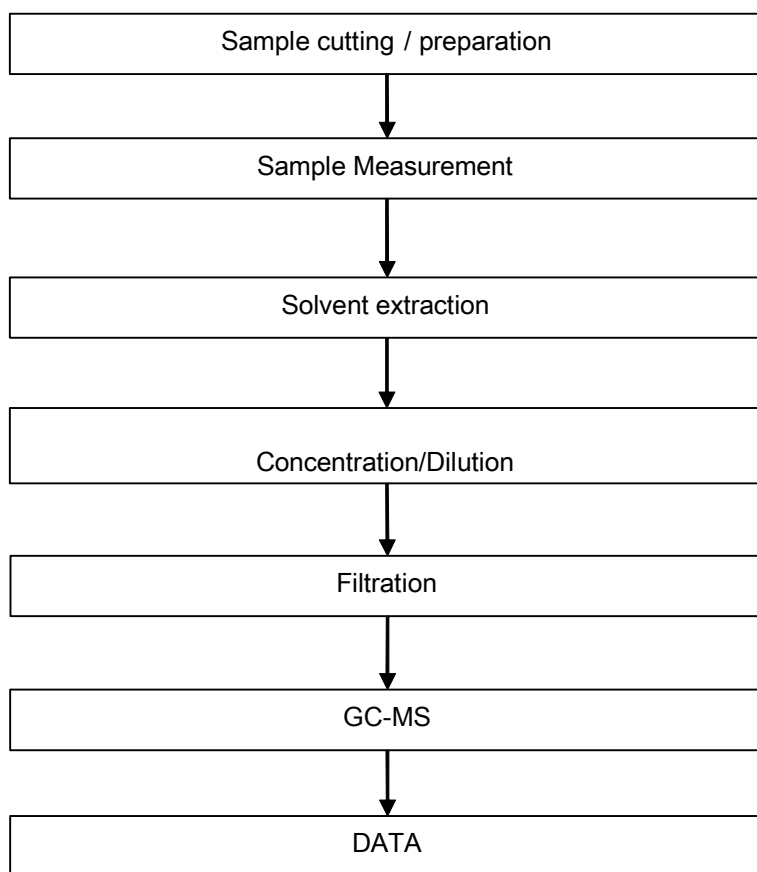 Sample cutting / preparation
Sample Measurement
Solvent extraction
Concentration/Dilution
Filtration
GC-MS
DATA